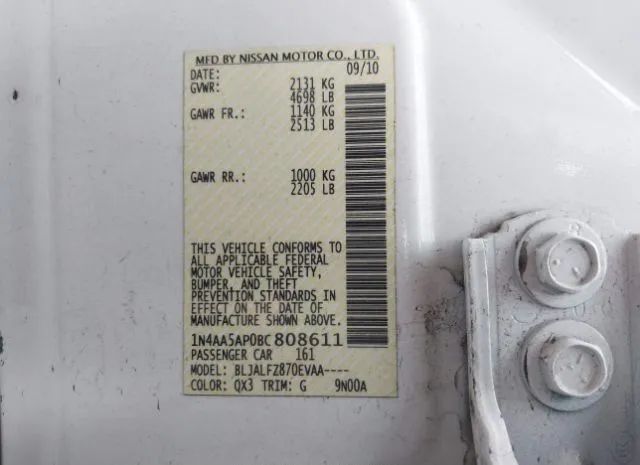 MFD BY NISSAN MOTOR CO., LTD.
DATE: 09/10
GVWR: 2131 KG
4698 LB
GAWR FR.: 1140 KG
2513 LB
GAWR RR.: 1000 KG
2205 LB
THIS VEHICLE CONFORMS TO
ALL APPLICABLE FEDERAL
MOTOR VEHICLE SAFETY,
BUMPER, AND THEFT
PREVENTION STANDARDS IN
EFFECT ON THE DATE OF
MANUFACTURE SHOWN ABOVE.
1N4AA5AP0BC808611
PASSENGER CAR 161
MODEL: BLJALFZ870EVAA----
COLOR: QX3 TRIM: G 9N00A